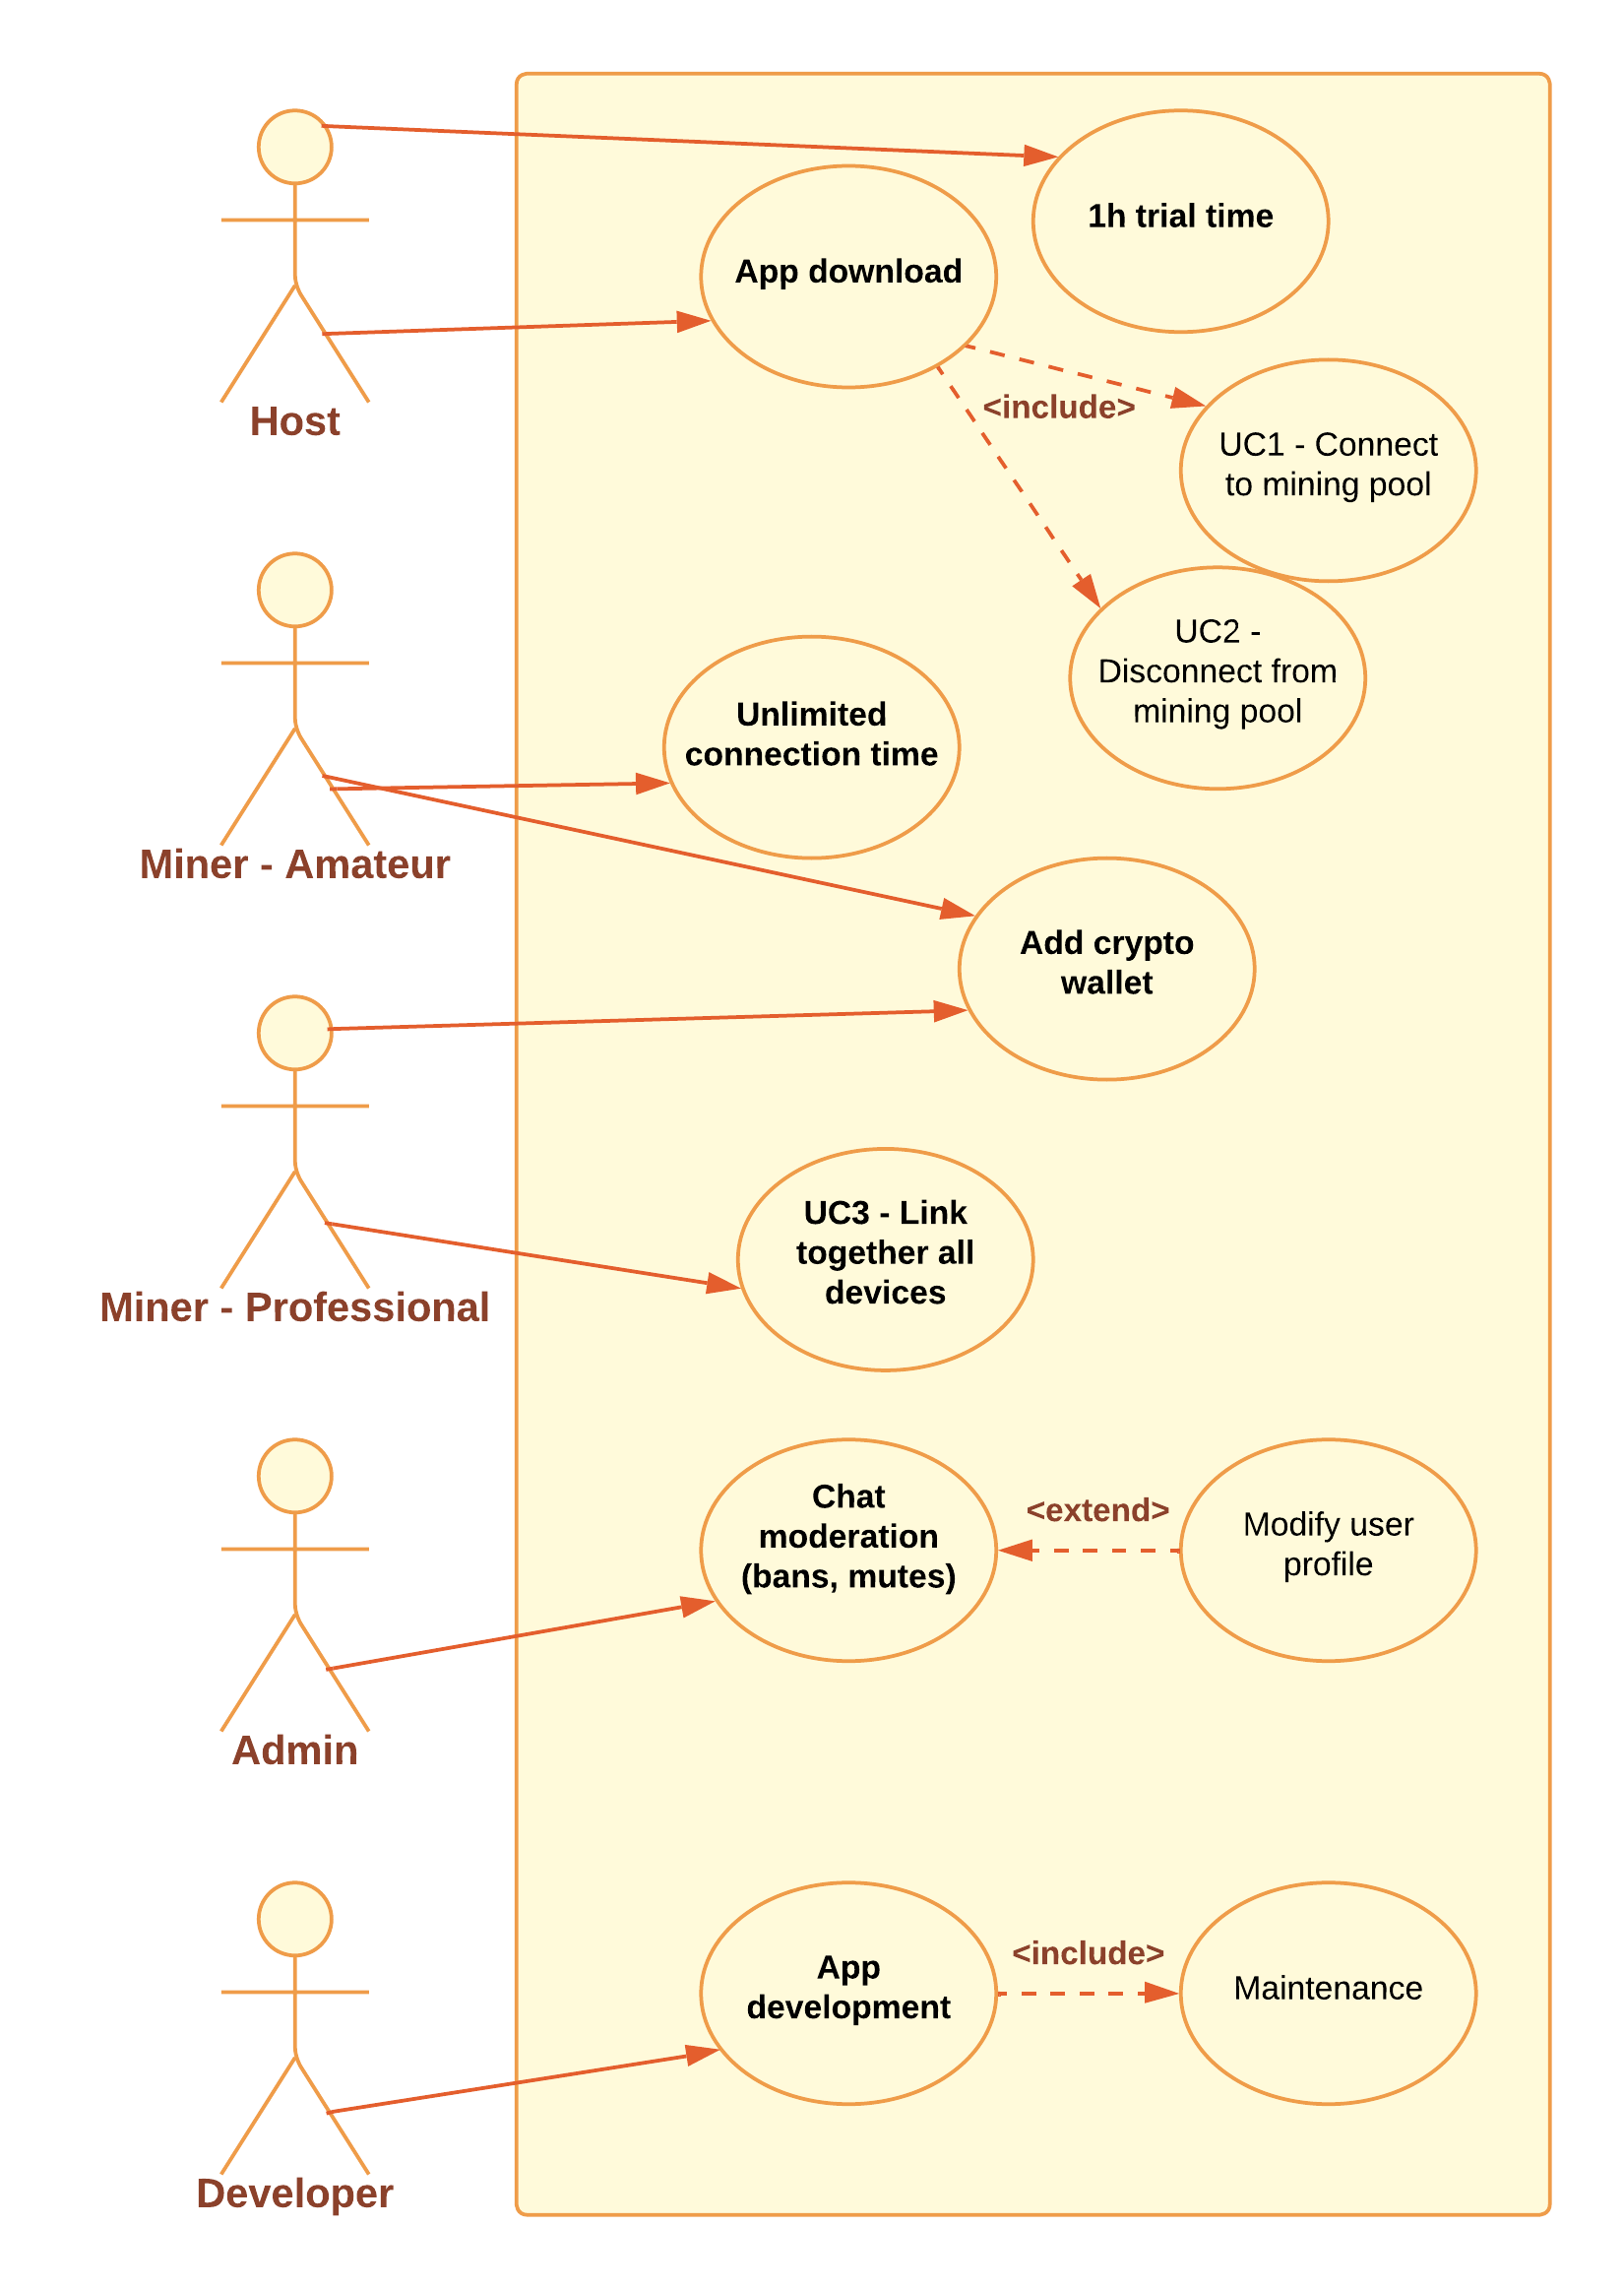 1h trial time
App download
<include>
Host
UC1 - Connect
to mining pool
UC2 -
Disconnect from
mining pool
Unlimited
connection time
Miner - Amateur
Add crypto
wallet
UC3 - Link
together all
devices
Miner - Professional
Chat
moderation
(bans, mutes)
<extend>
Modify user
profile
Admin
App
development
<include>
Maintenance
Developer